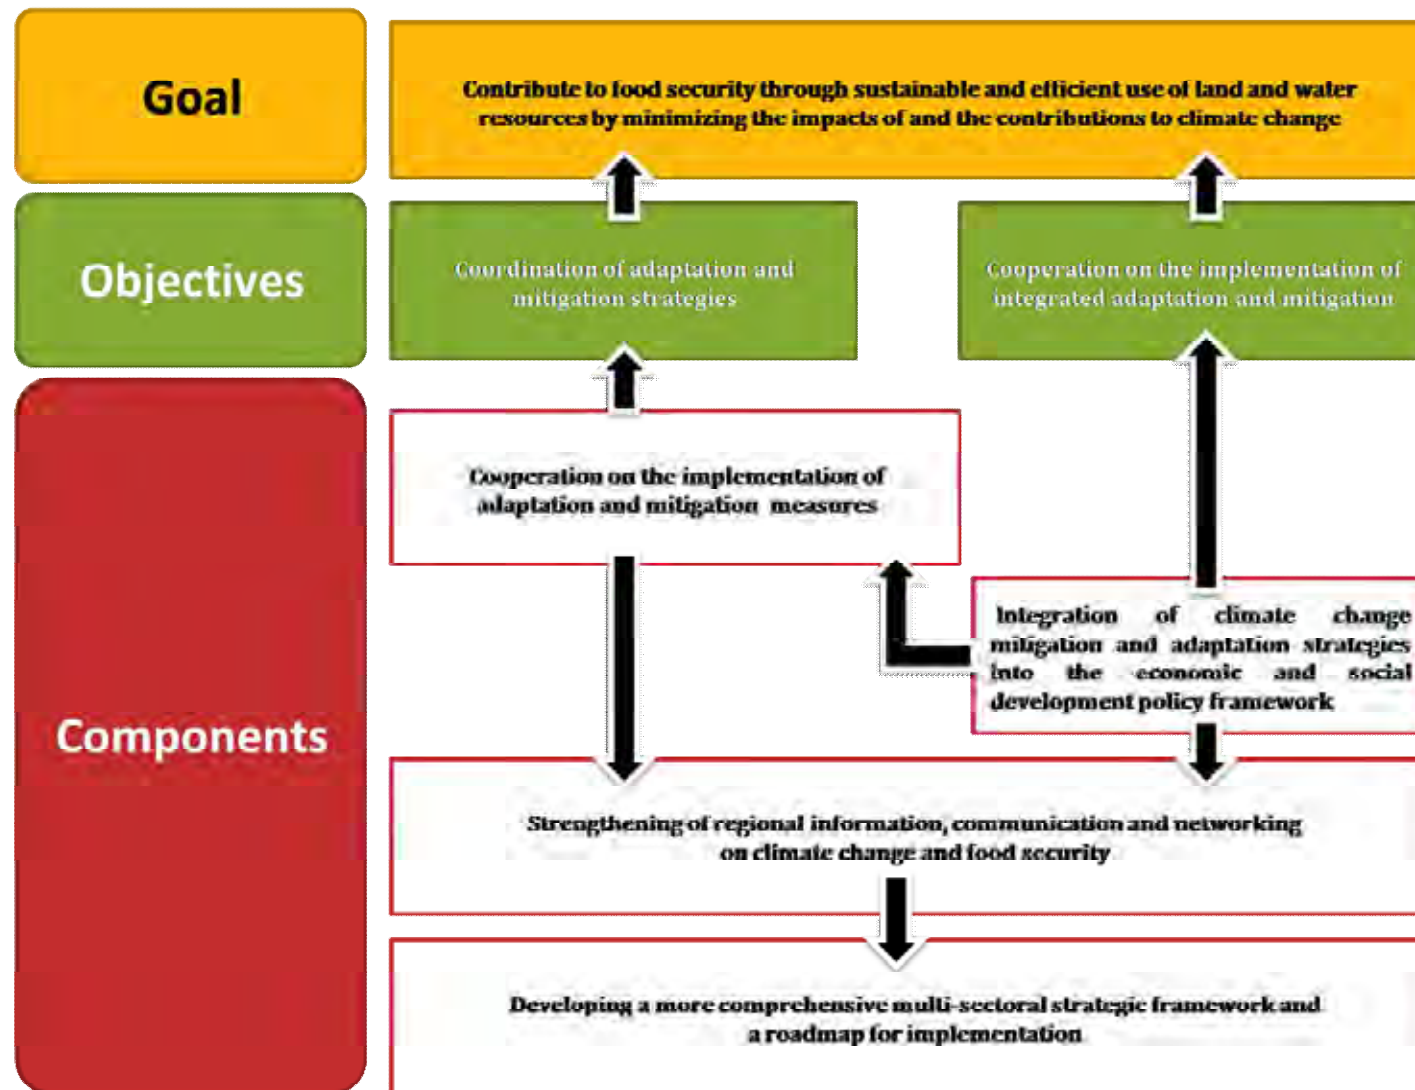 Goal
Contribute to food security through sustainable and efficient use of land and water
resources by minimizing the impacts of and the contributions to climate change
Objectives
Coordination of adaptation and
mitigation strategies
Cooperation on the implementation of
integrated adaptation and mitigation
Components
Cooperation on the implementation of
adaptation and mitigation measures
Integration of climate change
mitigation and adaptation strategies
into the economic and social
development policy framework
Strengthening of regional information, communication and networking
on climate change and food security
Developing a more comprehensive multi-sectoral strategic framework and
a roadmap for implementation